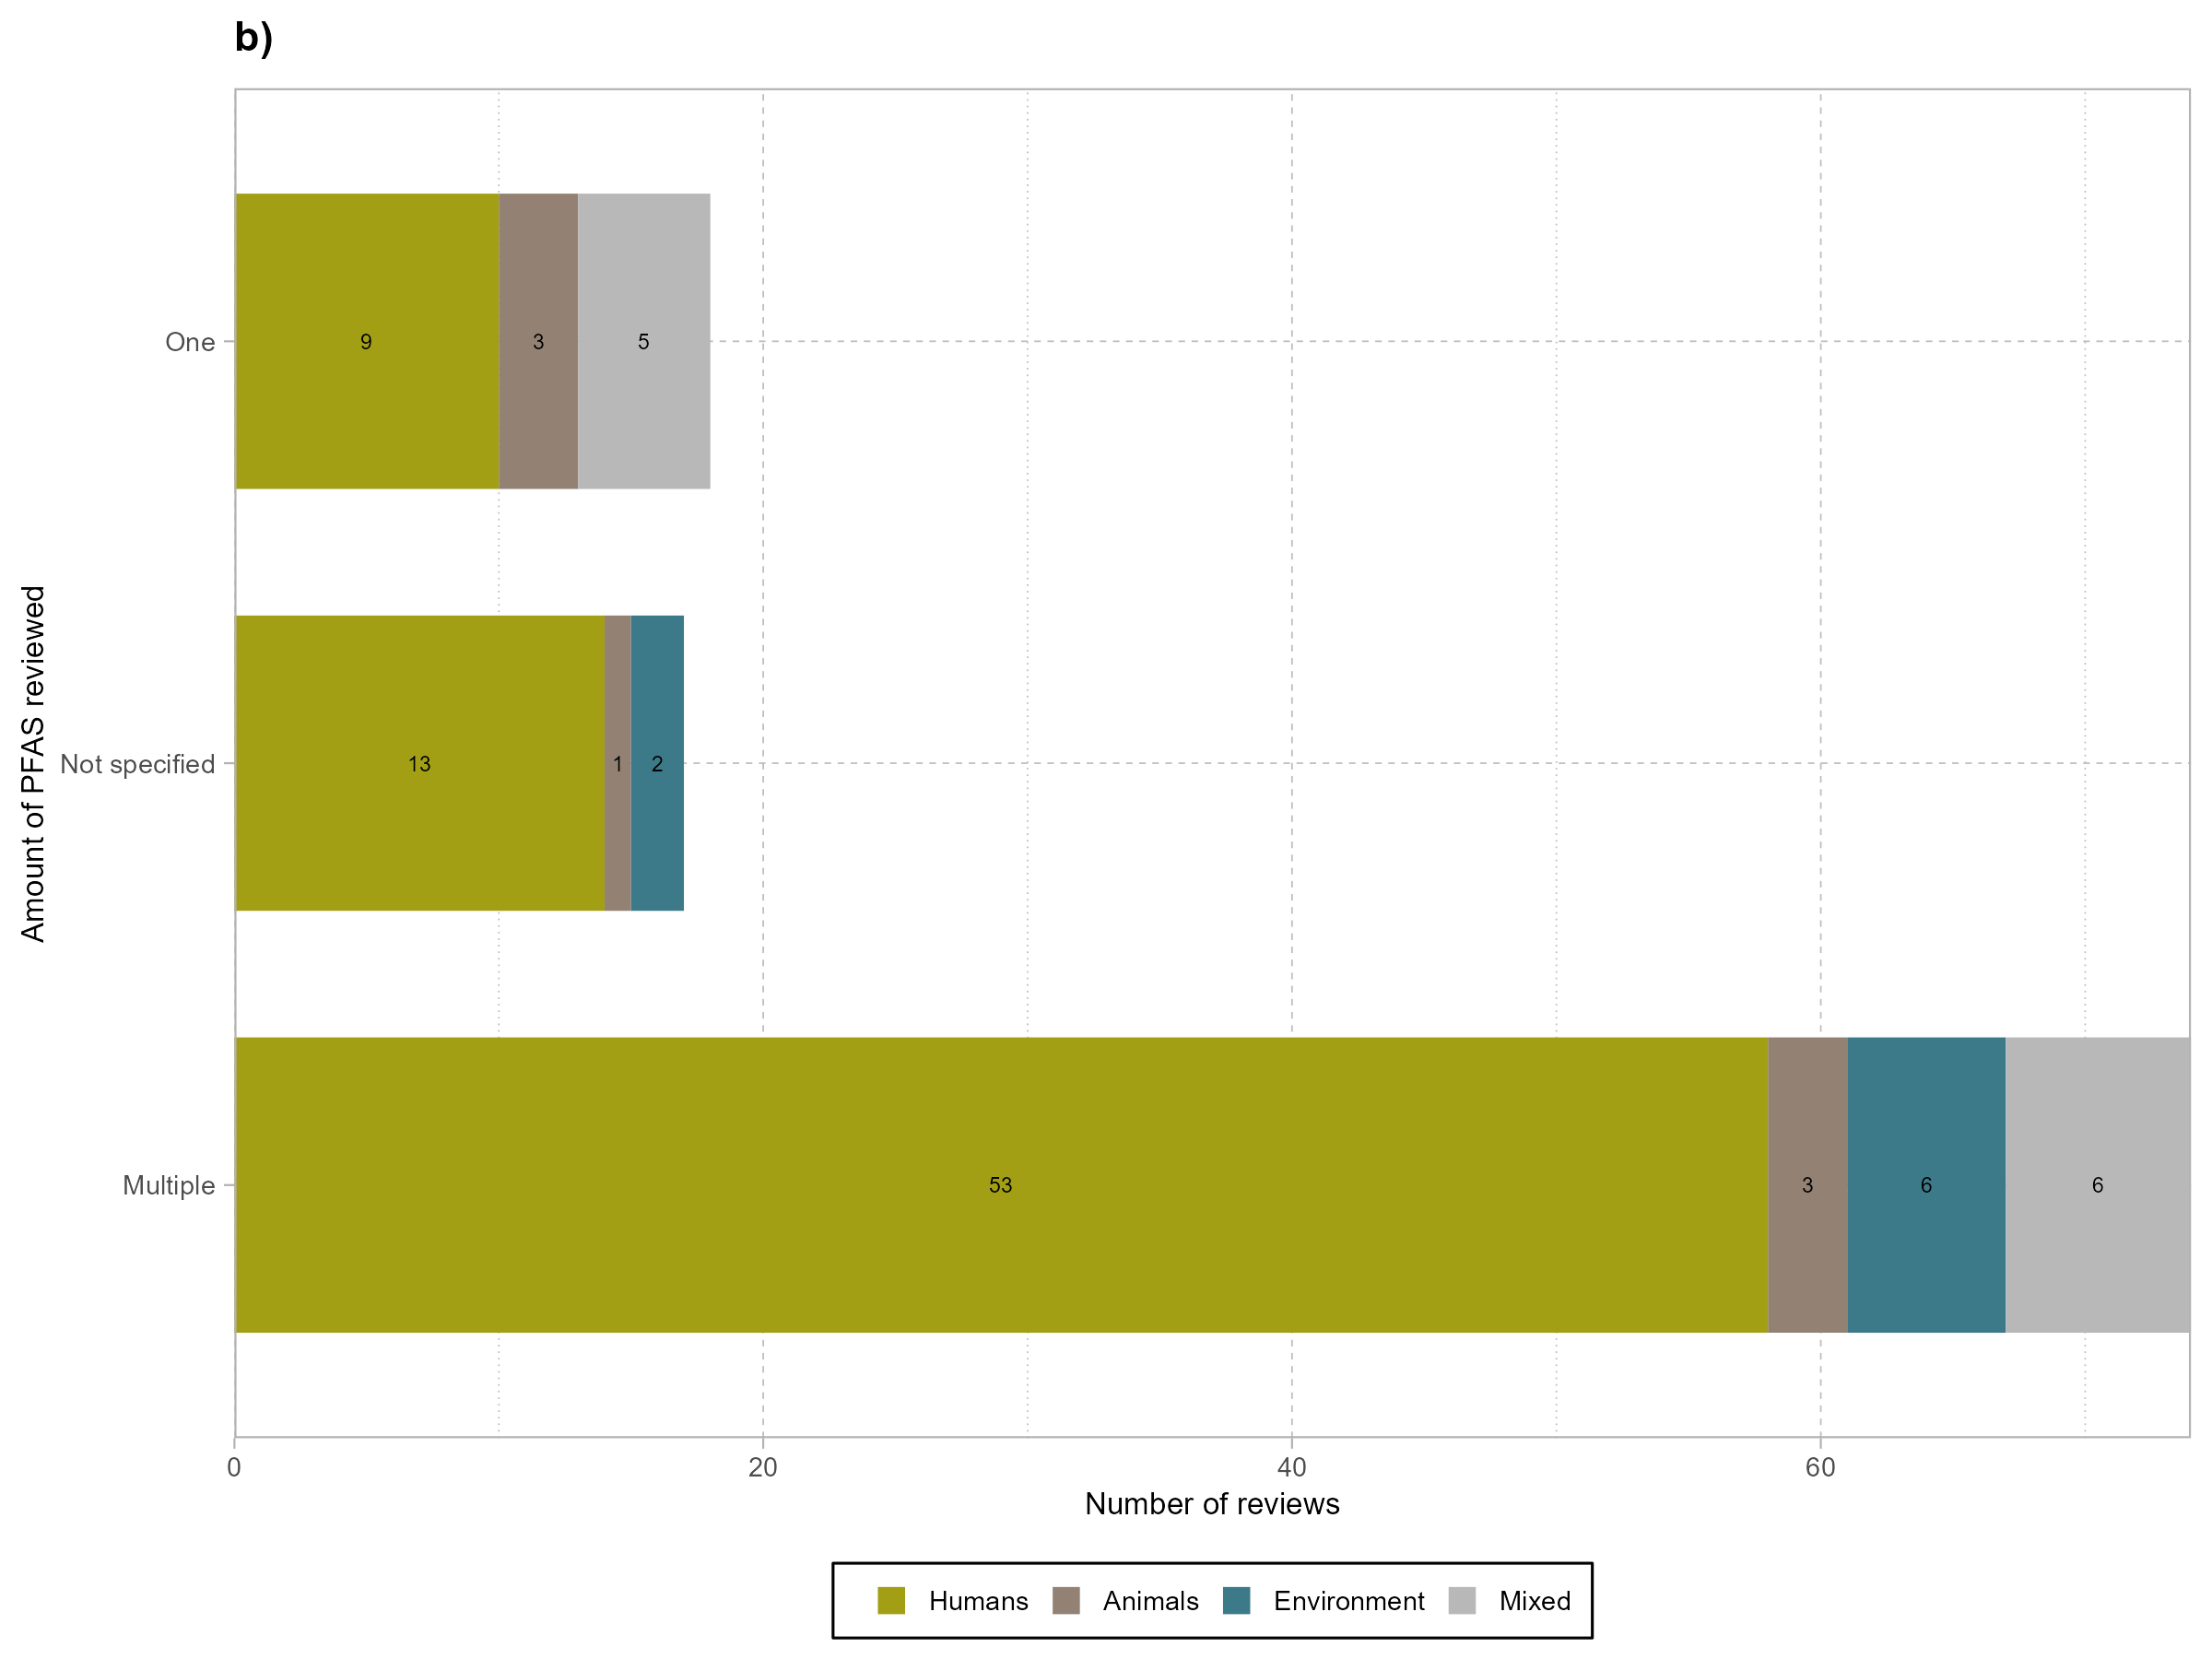 b)
Amount of PFAS reviewed
One
9 3 5
Not specified
13 1 2
Multiple
53 3 6 6
0 20 40 60
Number of reviews
Humans Animals Environment Mixed